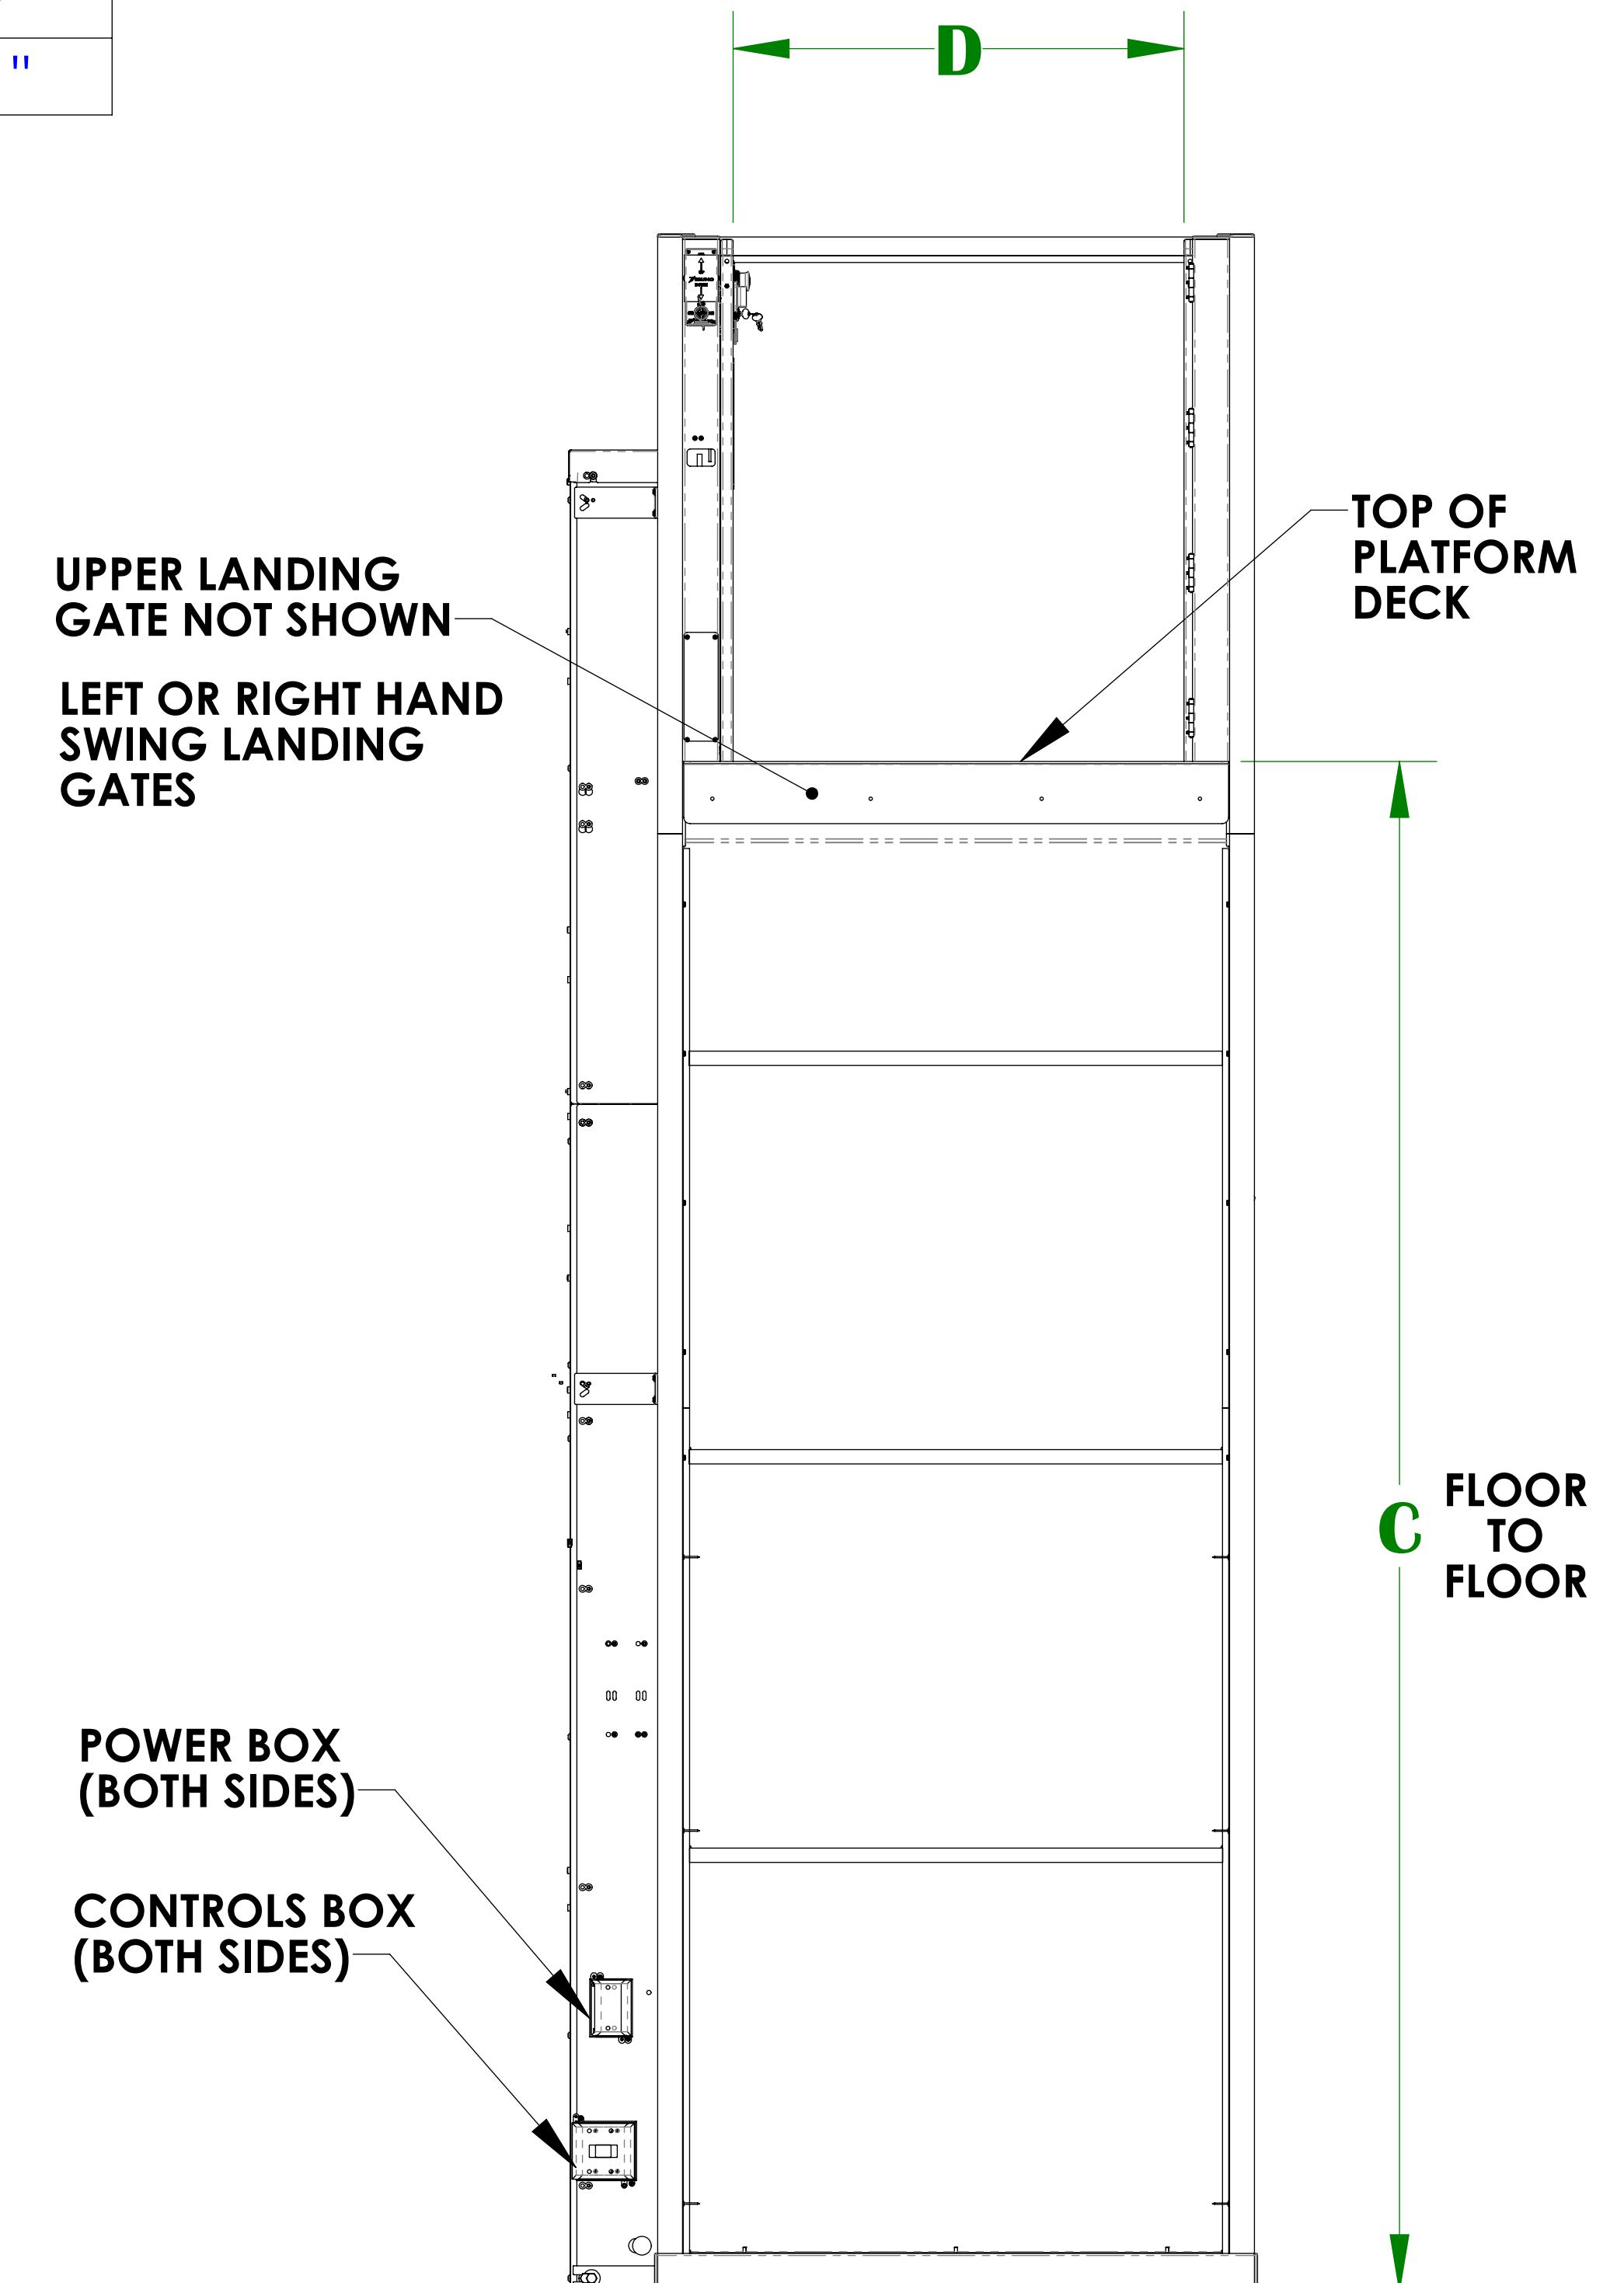 "
D
UPPER LANDING
GATE NOT SHOWN
LEFT OR RIGHT HAND
SWING LANDING
GATES
TOP OF
PLATFORM
DECK
C
FLOOR
TO
FLOOR
POWER BOX
(BOTH SIDES)
CONTROLS BOX
(BOTH SIDES)